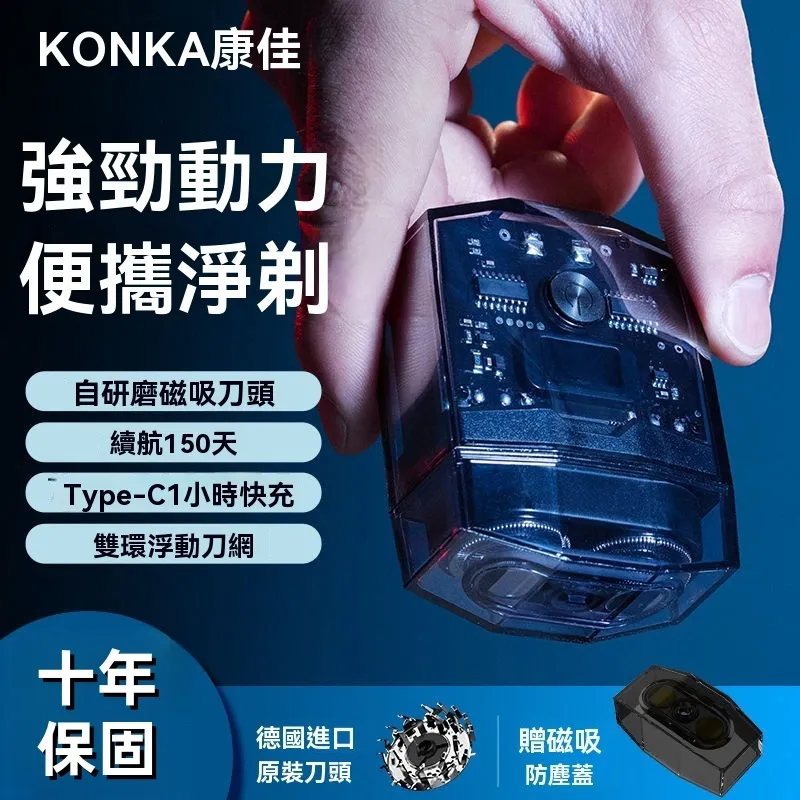 KONKA康佳
強勁動力
便攜淨剃
自研磨磁吸刀頭
續航150天
Type-C1小時快充
雙環浮動刀網
十年
保固
德國進口
原裝刀頭
贈磁吸
防塵蓋